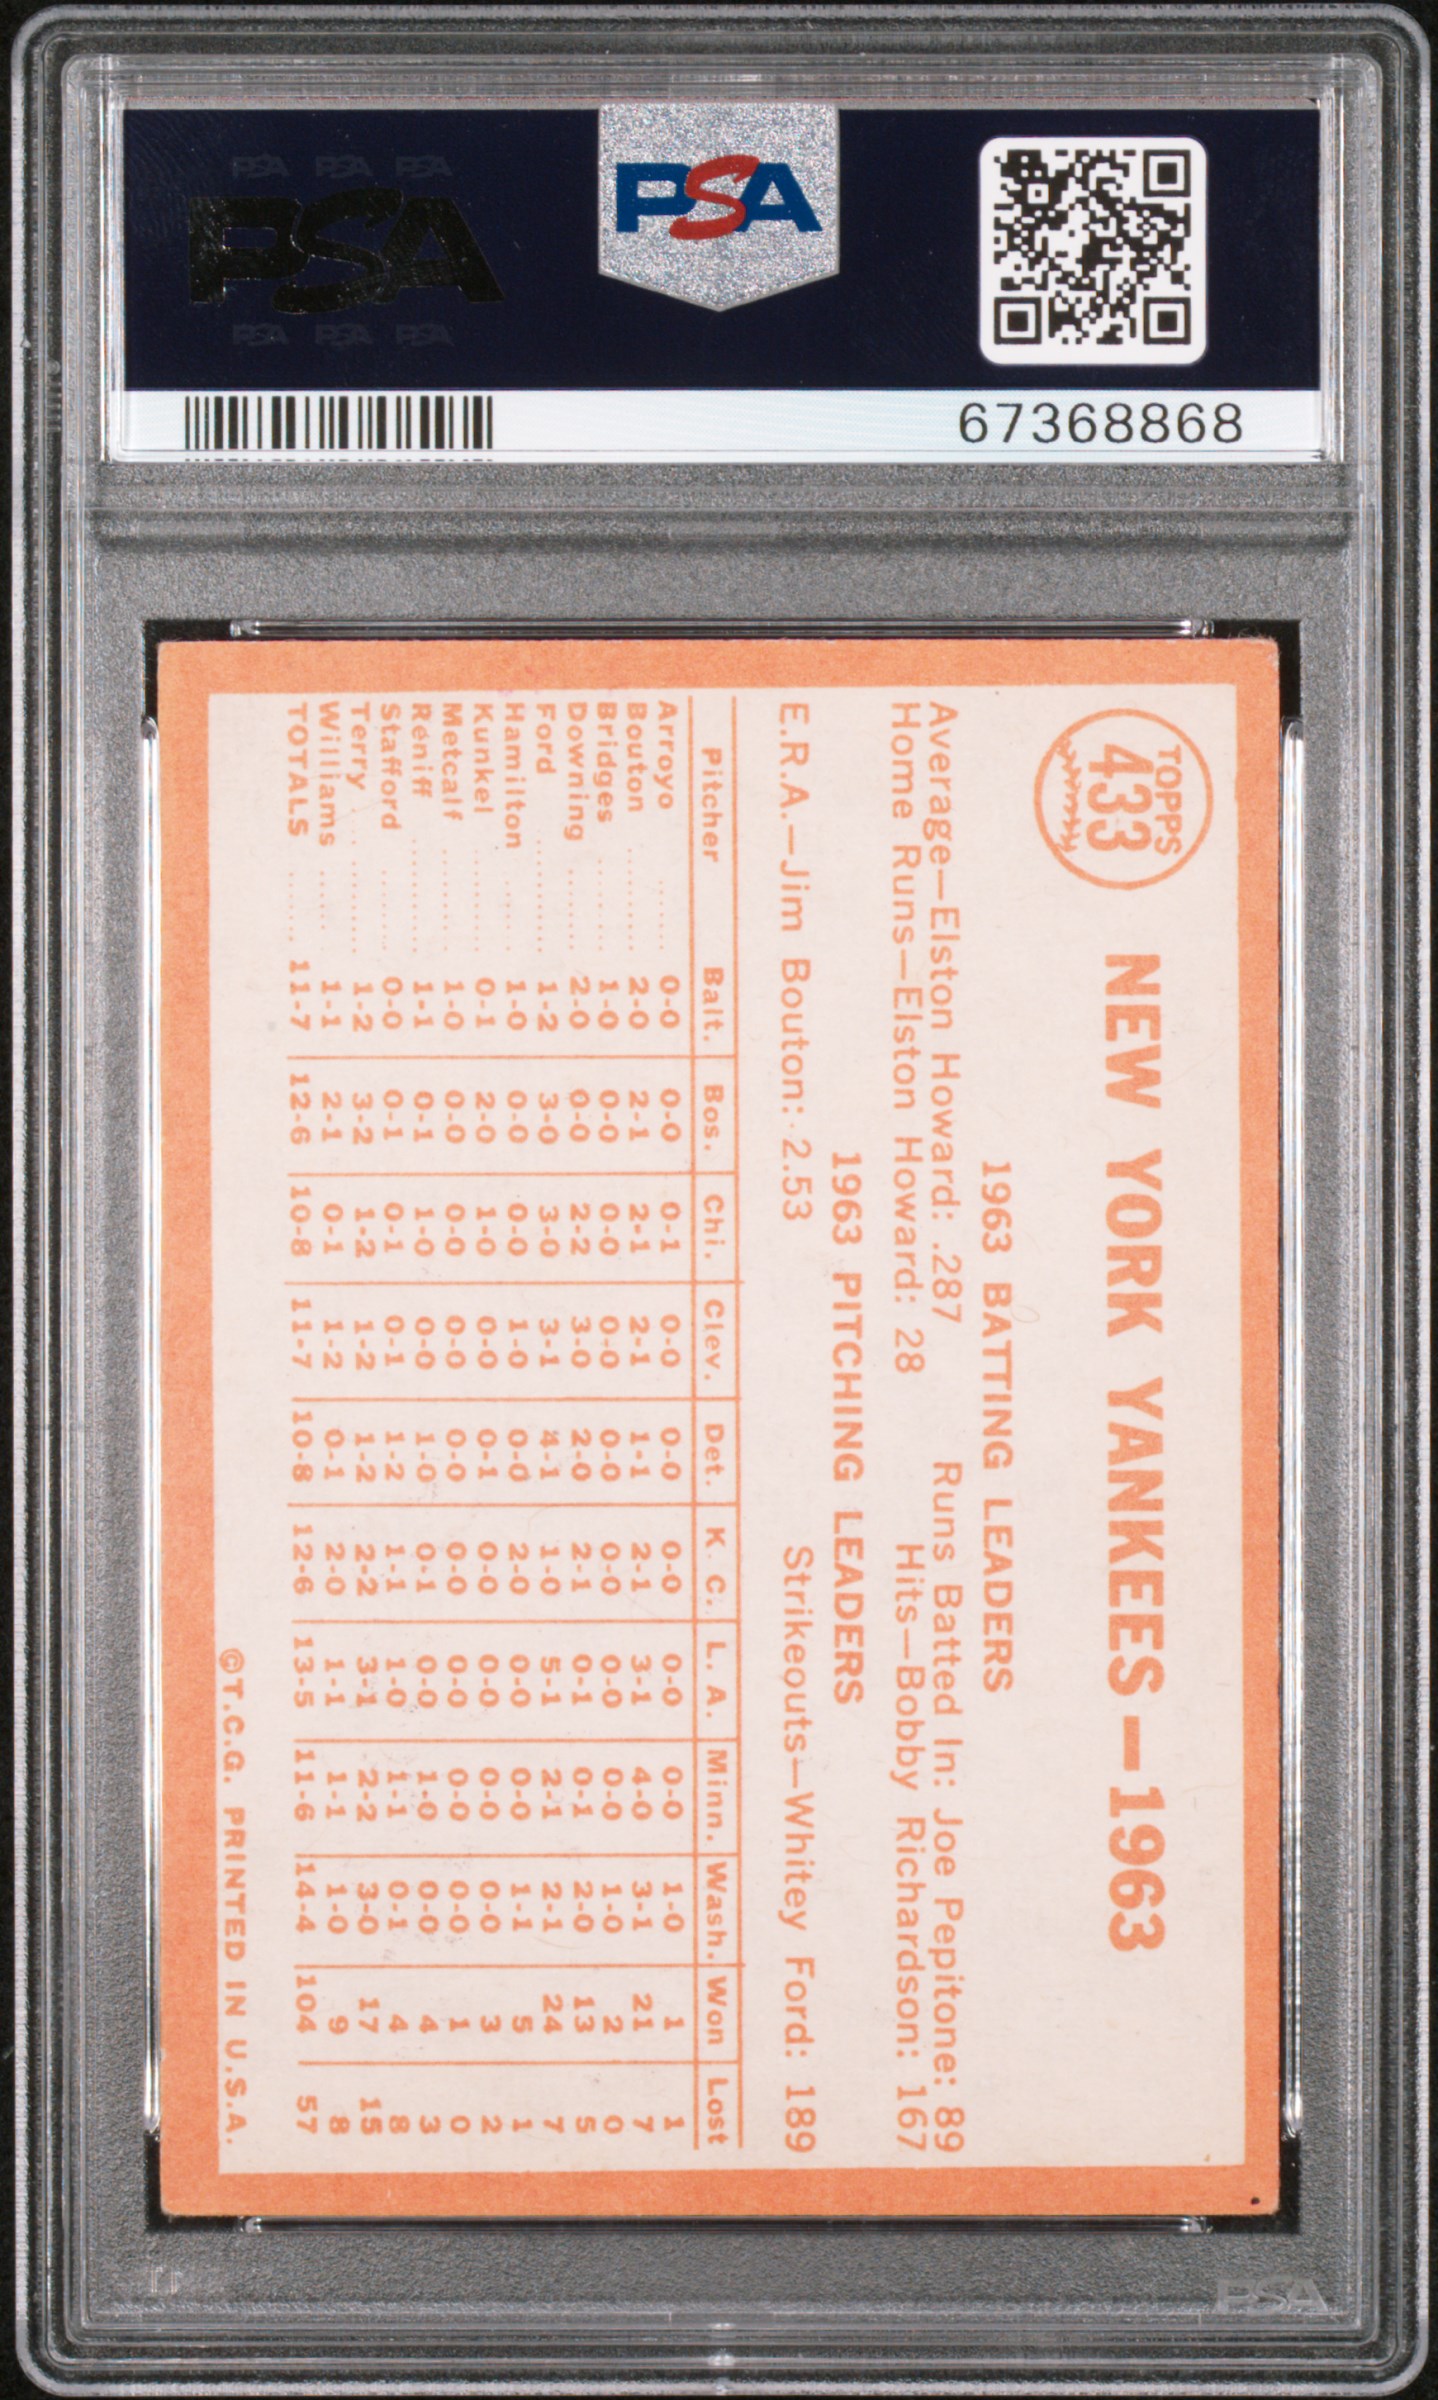 PSA PSA PSA
PSA
PSA PSA PSA
PSA
67368868
TOPPS
433
NEW YORK YANKEES—1963
1963 BATTING LEADERS
Average—Elston Howard: .287 Runs Batted In: Joe Pepitone: 89
Home Runs—Elston Howard: 28 Hits—Bobby Richardson: 167
1963 PITCHING LEADERS
E.R.A.—Jim Bouton: 2.53 Strikeouts—Whitey Ford: 189
Pitcher Balt. Bos. Chi. Clev. Det. K. C. L. A. Minn. Wash. Won Lost
Arroyo ....... 0-0 0-0 0-1 0-0 0-0 0-0 0-0 0-0 1-0 1 1
Bouton ........ 2-0 2-1 2-1 2-1 1-1 2-1 3-1 4-0 3-1 21 7
Bridges ....... 1-0 0-0 0-0 0-0 0-0 0-0 0-0 0-0 1-0 2 0
Downing ...... 2-0 0-0 2-2 3-0 2-0 2-1 0-1 0-1 2-0 13 5
Ford .......... 1-2 3-0 3-0 3-1 4-1 1-0 5-1 2-1 2-1 24 7
Hamilton ..... 1-0 0-0 0-0 1-0 0-0 2-0 0-0 0-0 1-1 5 1
Kunkel ....... 0-1 2-0 1-0 0-0 0-1 0-0 0-0 0-0 0-0 3 2
Metcalf ....... 1-0 0-0 0-0 0-0 0-0 0-0 0-0 0-0 0-0 1 0
Reniff ......... 1-1 0-1 1-0 0-0 1-0 0-1 0-0 1-0 0-0 4 3
Stafford ...... 0-0 0-1 0-1 0-1 1-2 1-1 1-0 1-1 0-1 4 8
Terry .......... 1-2 3-2 1-2 1-2 1-2 2-2 3-1 2-2 3-0 17 15
Williams ...... 1-1 2-1 0-1 1-2 0-1 2-0 1-1 1-1 1-0 9 8
TOTALS ...... 11-7 12-6 10-8 11-7 10-8 12-6 13-5 11-6 14-4 104 57
©T.C.G. PRINTED IN U.S.A.
PSA